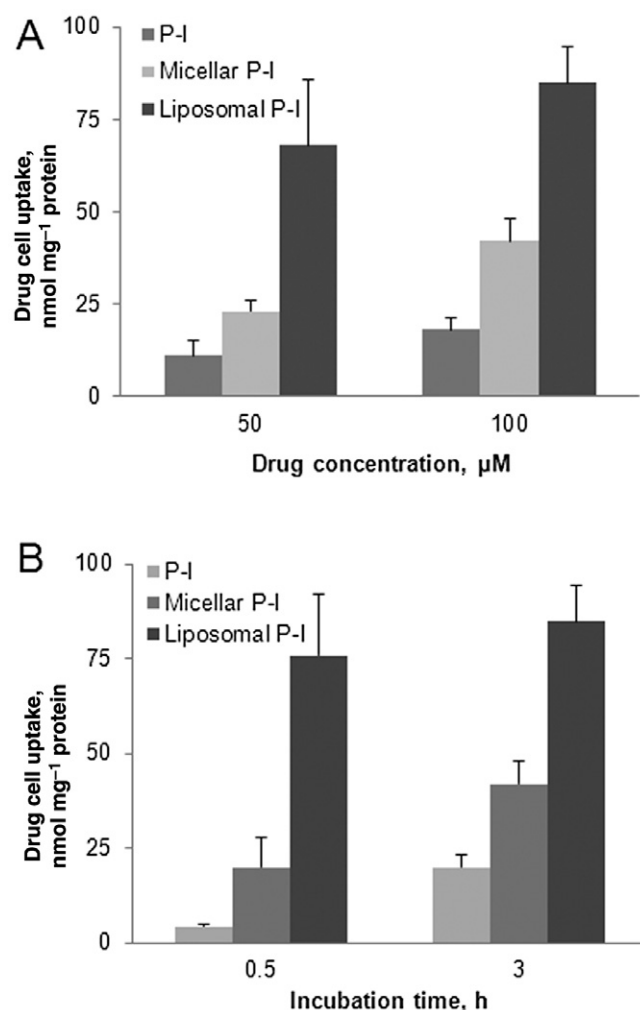 A
100
75
50
25
0
P-I
Micellar P-I
Liposomal P-I
Drug cell uptake,
nmol mg⁻¹ protein
50
100
Drug concentration, µM
B
100
75
50
25
0
P-I
Micellar P-I
Liposomal P-I
Drug cell uptake,
nmol mg⁻¹ protein
0.5
3
Incubation time, h